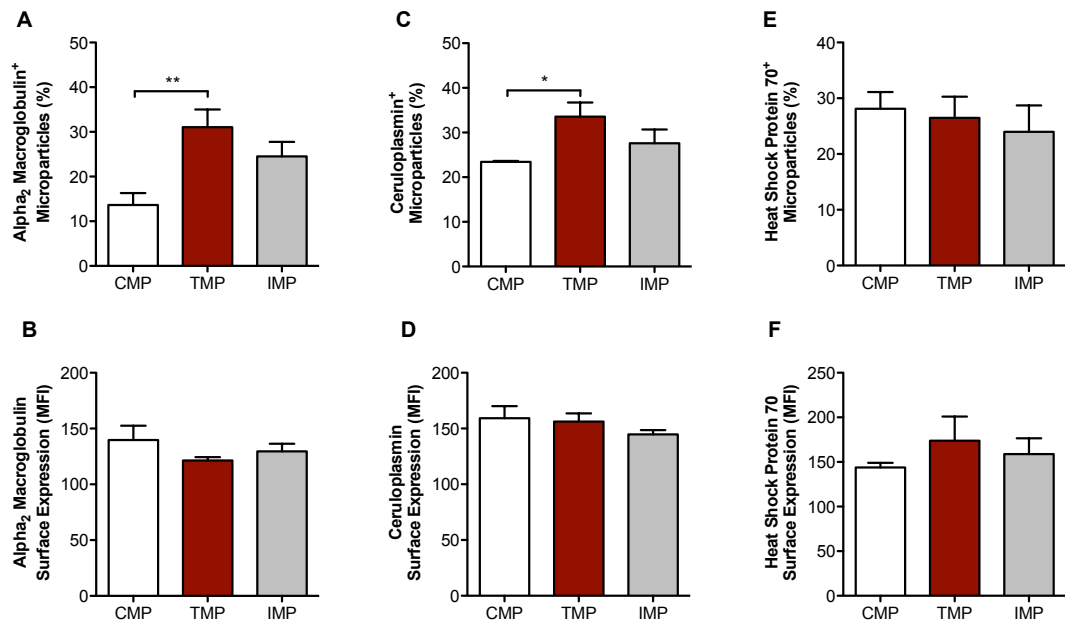 A
Alpha₂ Macroglobulin⁺
Microparticles (%)
50
40
30
20
10
0
**
CMP TMP IMP
C
Ceruloplasmin⁺
Microparticles (%)
50
40
30
20
10
0
*
CMP TMP IMP
E
Heat Shock Protein 70⁺
Microparticles (%)
40
30
20
10
0
CMP TMP IMP
B
Alpha₂ Macroglobulin
Surface Expression (MFI)
200
150
100
50
0
CMP TMP IMP
D
Ceruloplasmin
Surface Expression (MFI)
200
150
100
50
0
CMP TMP IMP
F
Heat Shock Protein 70
Surface Expression (MFI)
250
200
150
100
50
0
CMP TMP IMP